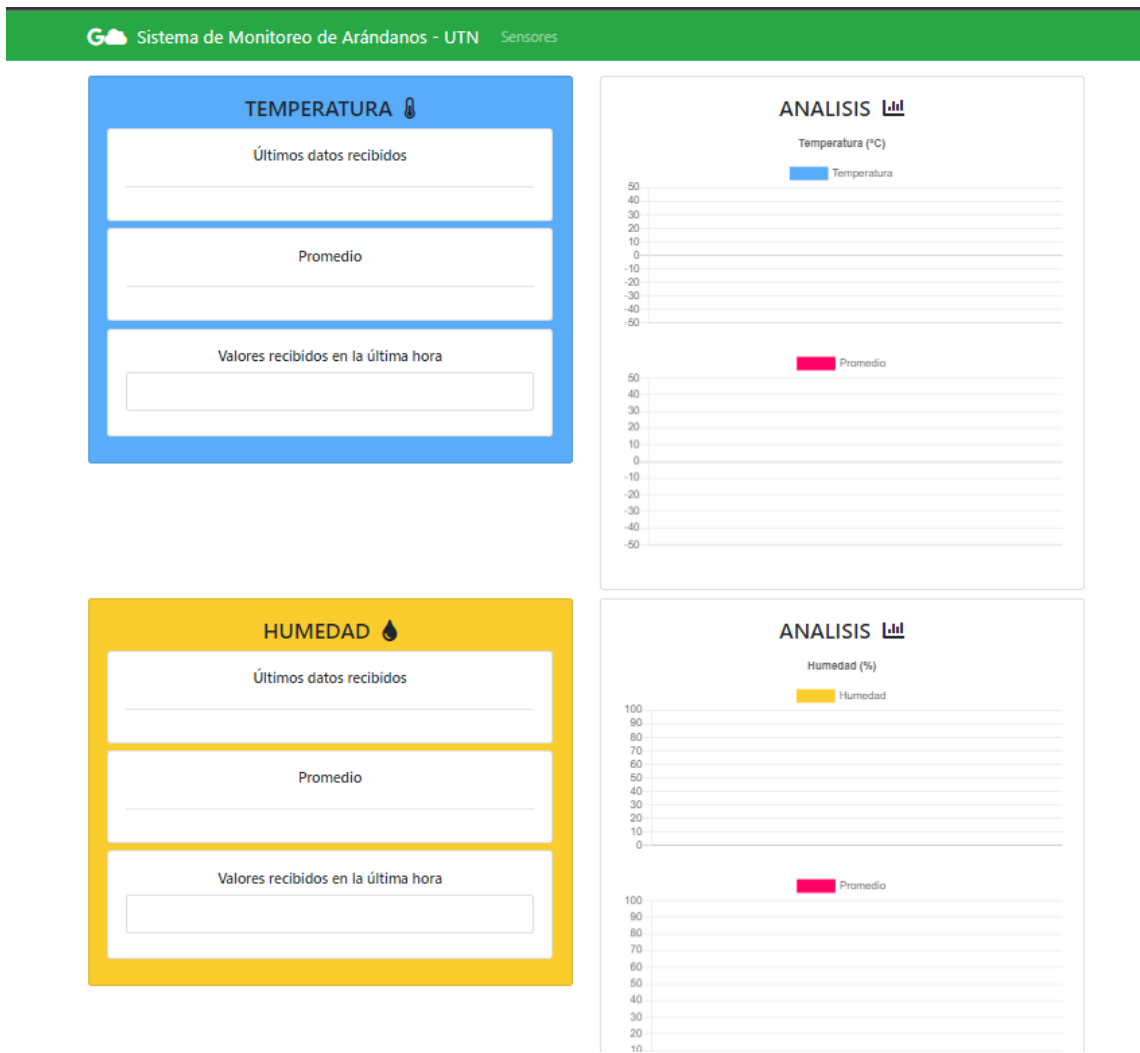 G Sistema de Monitoreo de Arándanos - UTN Sensores
TEMPERATURA
Últimos datos recibidos
Promedio
Valores recibidos en la última hora
ANALISIS
Temperatura (°C)
Temperatura
50
40
30
20
10
0
-10
-20
-30
-40
-50
Promedio
50
40
30
20
10
0
-10
-20
-30
-40
-50
HUMEDAD
Últimos datos recibidos
Promedio
Valores recibidos en la última hora
ANALISIS
Humedad (%)
Humedad
100
90
80
70
60
50
40
30
20
10
0
Promedio
100
90
80
70
60
50
40
30
20
10